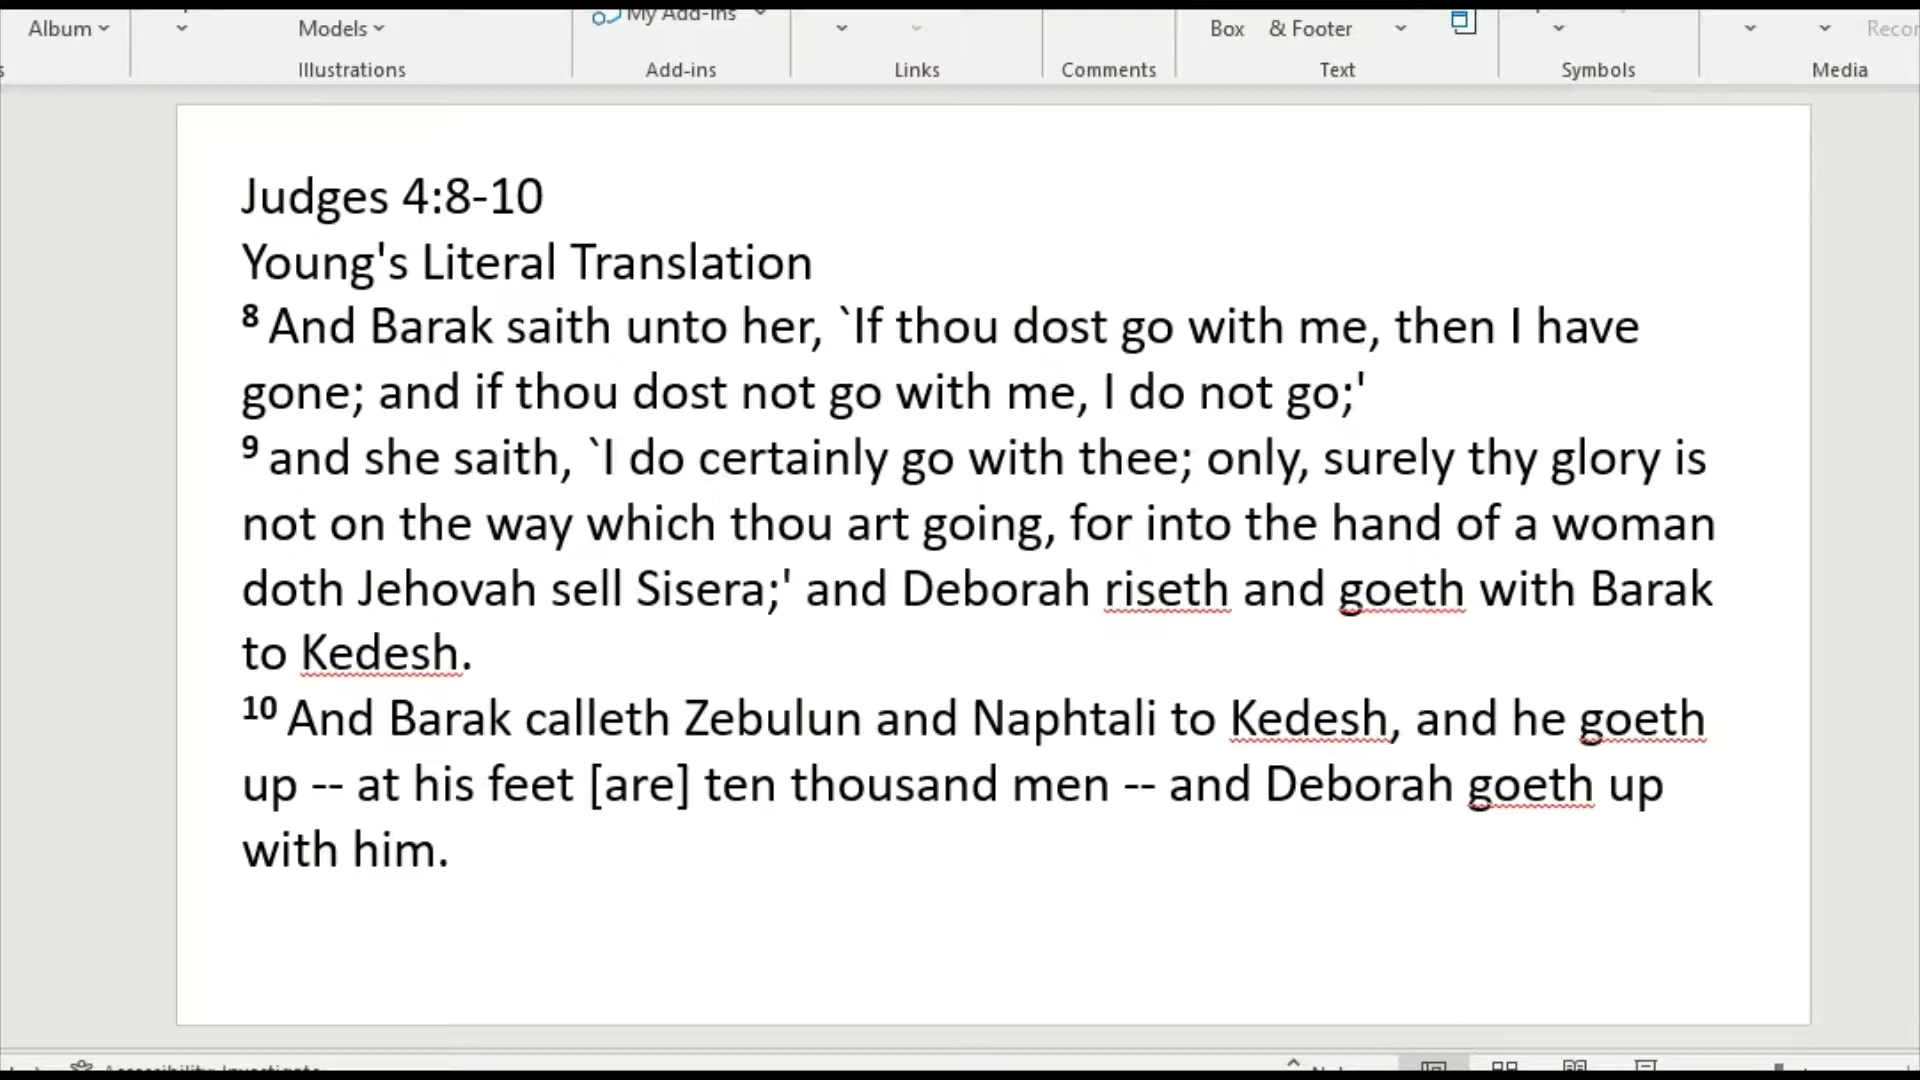 Album
Models
My Add-ins
Box & Footer
Recor
Illustrations Add-ins Links Comments Text Symbols Media
Judges 4:8-10
Young's Literal Translation
8 And Barak saith unto her, `If thou dost go with me, then I have
gone; and if thou dost not go with me, I do not go;'
9 and she saith, `I do certainly go with thee; only, surely thy glory is
not on the way which thou art going, for into the hand of a woman
doth Jehovah sell Sisera;' and Deborah riseth and goeth with Barak
to Kedesh.
10 And Barak calleth Zebulun and Naphtali to Kedesh, and he goeth
up -- at his feet [are] ten thousand men -- and Deborah goeth up
with him.
Accessibility: Investigate